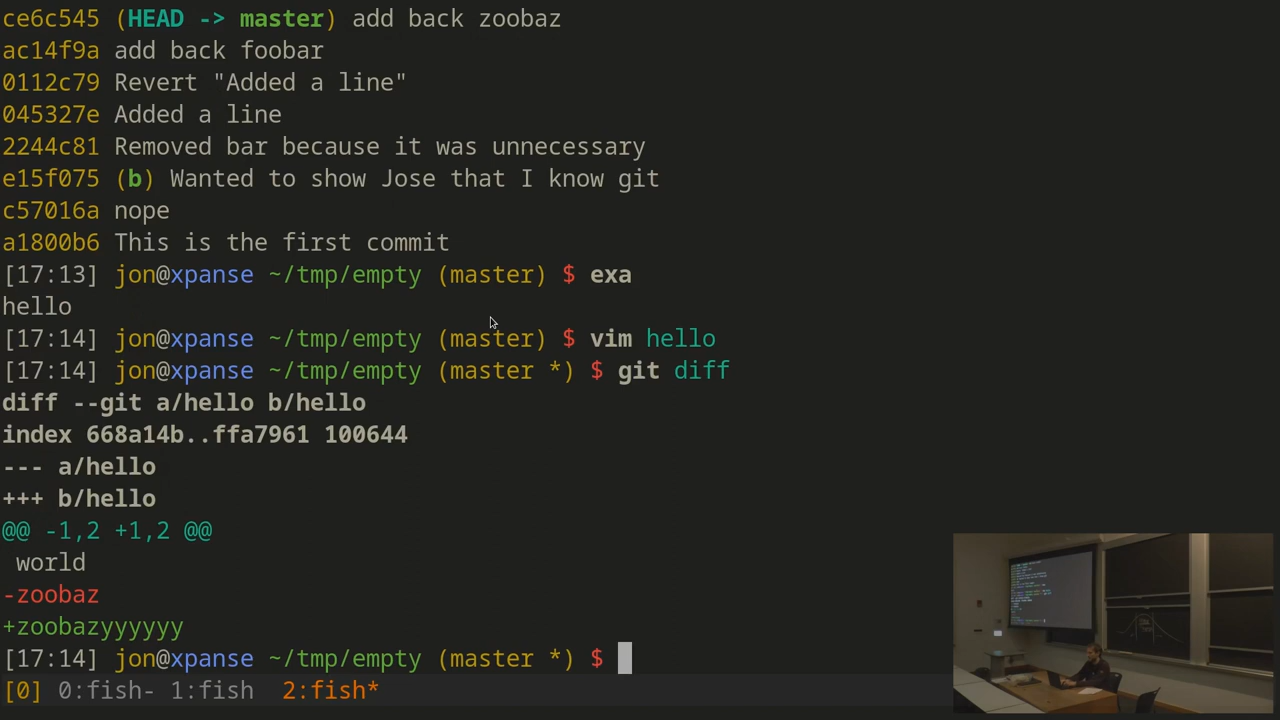 ce6c545 (HEAD -> master) add back zoobaz
ac14f9a add back foobar
0112c79 Revert "Added a line"
045327e Added a line
2244c81 Removed bar because it was unnecessary
e15f075 (b) Wanted to show Jose that I know git
c57016a nope
a1800b6 This is the first commit
[17:13] jon@xpanse ~/tmp/empty (master) $ exa
hello
[17:14] jon@xpanse ~/tmp/empty (master) $ vim hello
[17:14] jon@xpanse ~/tmp/empty (master *) $ git diff
diff --git a/hello b/hello
index 668a14b..ffa7961 100644
--- a/hello
+++ b/hello
@@ -1,2 +1,2 @@
 world
-zoobaz
+zoobazyyyyyy
[17:14] jon@xpanse ~/tmp/empty (master *) $
[0] 0:fish- 1:fish  2:fish*